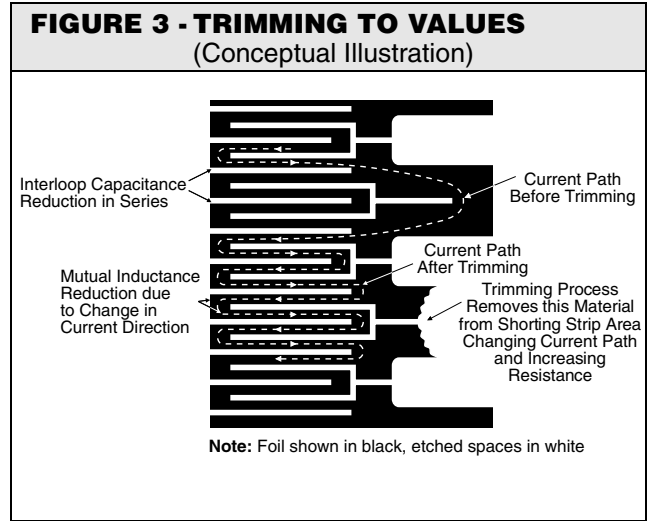 FIGURE 3 - TRIMMING TO VALUES
(Conceptual Illustration)
Interloop Capacitance
Reduction in Series
Current Path
Before Trimming
Mutual Inductance
Reduction due
to Change in
Current Direction
Current Path
After Trimming
Trimming Process
Removes this Material
from Shorting Strip Area
Changing Current Path
and Increasing
Resistance
Note: Foil shown in black, etched spaces in white